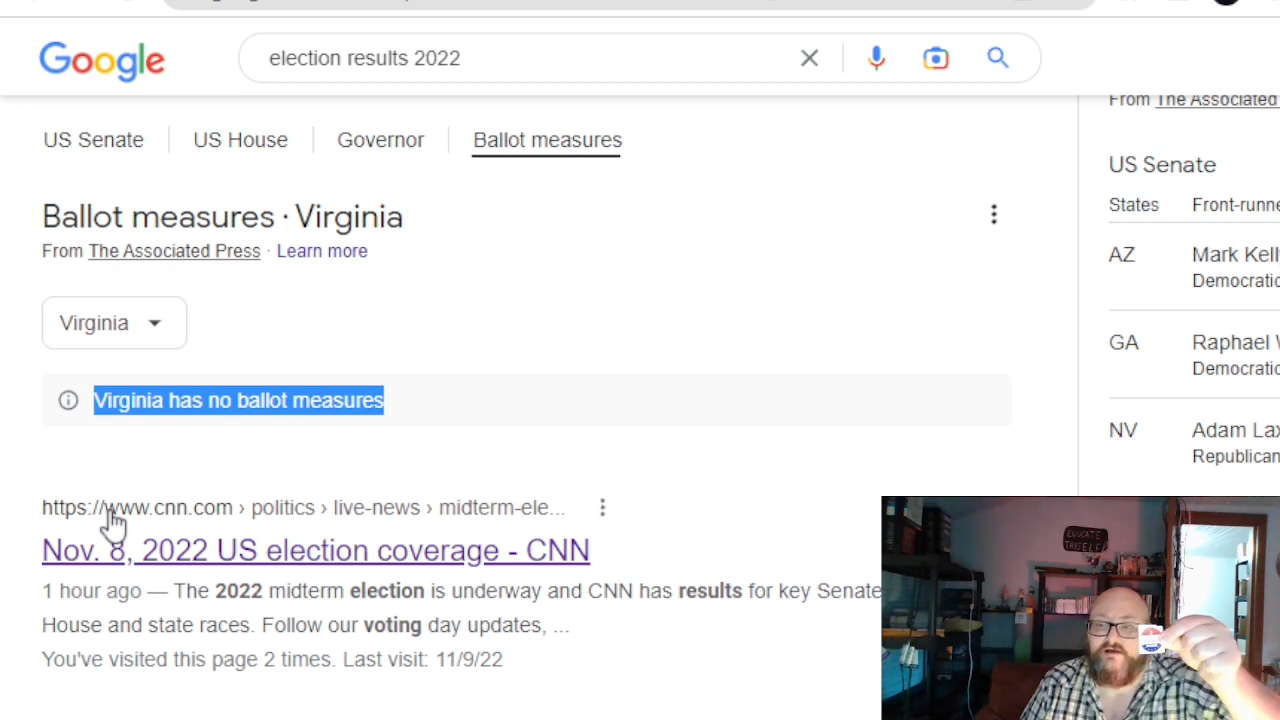 Google
election results 2022
US Senate
US House
Governor
Ballot measures
Ballot measures · Virginia
From The Associated Press · Learn more
Virginia
Virginia has no ballot measures
https://www.cnn.com › politics › live-news › midterm-ele...
Nov. 8, 2022 US election coverage - CNN
1 hour ago — The 2022 midterm election is underway and CNN has results for key Senate
House and state races. Follow our voting day updates, ...
You've visited this page 2 times. Last visit: 11/9/22
From The Associated
US Senate
States Front-runne
AZ Mark Kell
Democratic
GA Raphael
Democratic
NV Adam Lax
Republican
EDUCATE
THYSELF